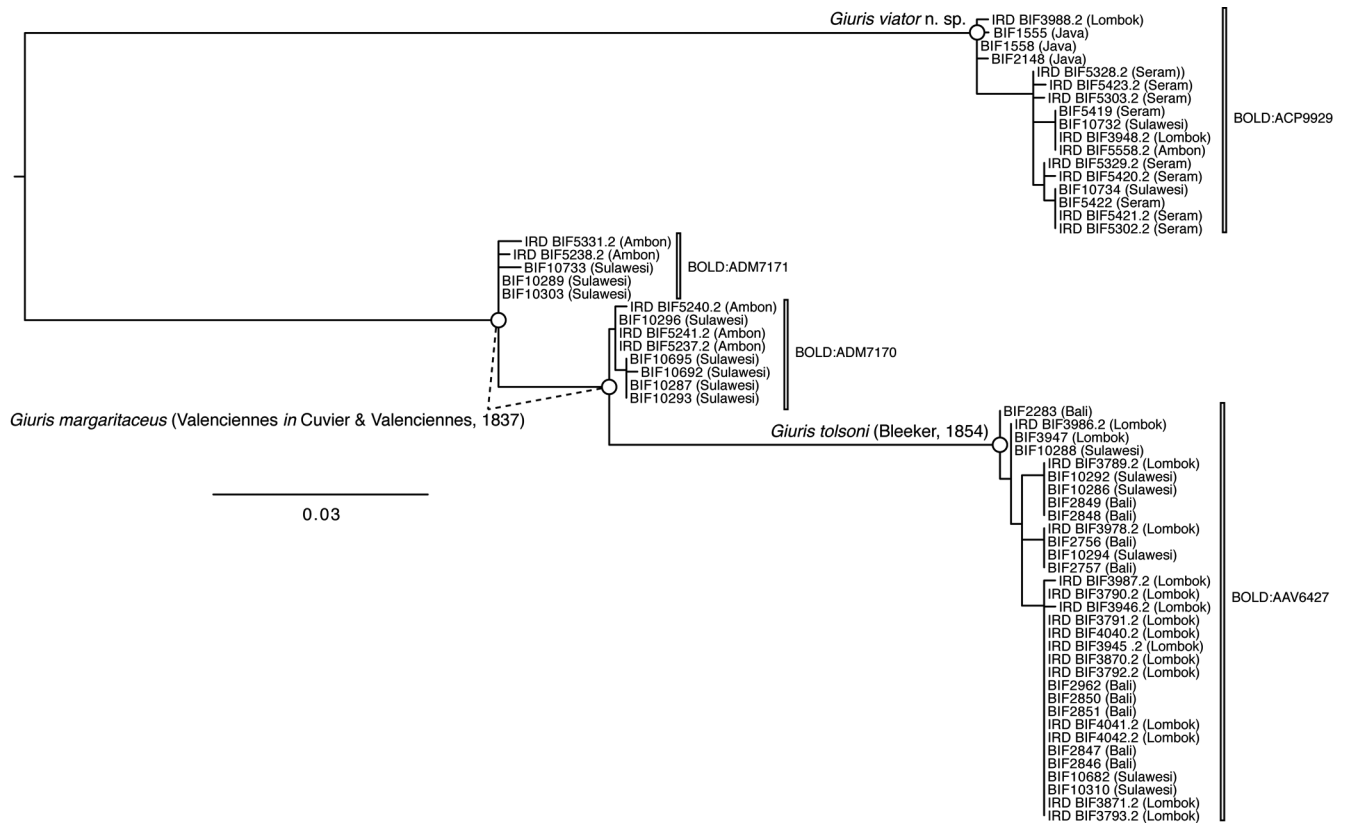 Giuris viator n. sp.
IRD BIF3988.2 (Lombok)
BIF1555 (Java)
BIF1558 (Java)
BIF2148 (Java)
IRD BIF5328.2 (Seram))
IRD BIF5423.2 (Seram)
IRD BIF5303.2 (Seram)
BIF5419 (Seram)
BIF10732 (Sulawesi)
IRD BIF3948.2 (Lombok)
IRD BIF5558.2 (Ambon)
IRD BIF5329.2 (Seram)
IRD BIF5420.2 (Seram)
BIF10734 (Sulawesi)
BIF5422 (Seram)
IRD BIF5421.2 (Seram)
IRD BIF5302.2 (Seram)
BOLD:ACP9929
IRD BIF5331.2 (Ambon)
IRD BIF5238.2 (Ambon)
BIF10733 (Sulawesi)
BIF10289 (Sulawesi)
BIF10303 (Sulawesi)
BOLD:ADM7171
IRD BIF5240.2 (Ambon)
BIF10296 (Sulawesi)
IRD BIF5241.2 (Ambon)
IRD BIF5237.2 (Ambon)
BIF10695 (Sulawesi)
BIF10692 (Sulawesi)
BIF10287 (Sulawesi)
BIF10293 (Sulawesi)
BOLD:ADM7170
Giuris margaritaceus (Valenciennes in Cuvier & Valenciennes, 1837)
Giuris tolsoni (Bleeker, 1854)
BIF2283 (Bali)
IRD BIF3986.2 (Lombok)
BIF3947 (Lombok)
BIF10288 (Sulawesi)
IRD BIF3789.2 (Lombok)
BIF10292 (Sulawesi)
BIF10286 (Sulawesi)
BIF2849 (Bali)
BIF2848 (Bali)
IRD BIF3978.2 (Lombok)
BIF2756 (Bali)
BIF10294 (Sulawesi)
BIF2757 (Bali)
IRD BIF3987.2 (Lombok)
IRD BIF3790.2 (Lombok)
IRD BIF3946.2 (Lombok)
IRD BIF3791.2 (Lombok)
IRD BIF4040.2 (Lombok)
IRD BIF3945 .2 (Lombok)
IRD BIF3870.2 (Lombok)
IRD BIF3792.2 (Lombok)
BIF2962 (Bali)
BIF2850 (Bali)
BIF2851 (Bali)
IRD BIF4041.2 (Lombok)
IRD BIF4042.2 (Lombok)
BIF2847 (Bali)
BIF2846 (Bali)
BIF10682 (Sulawesi)
BIF10310 (Sulawesi)
IRD BIF3871.2 (Lombok)
IRD BIF3793.2 (Lombok)
BOLD:AAV6427
0.03